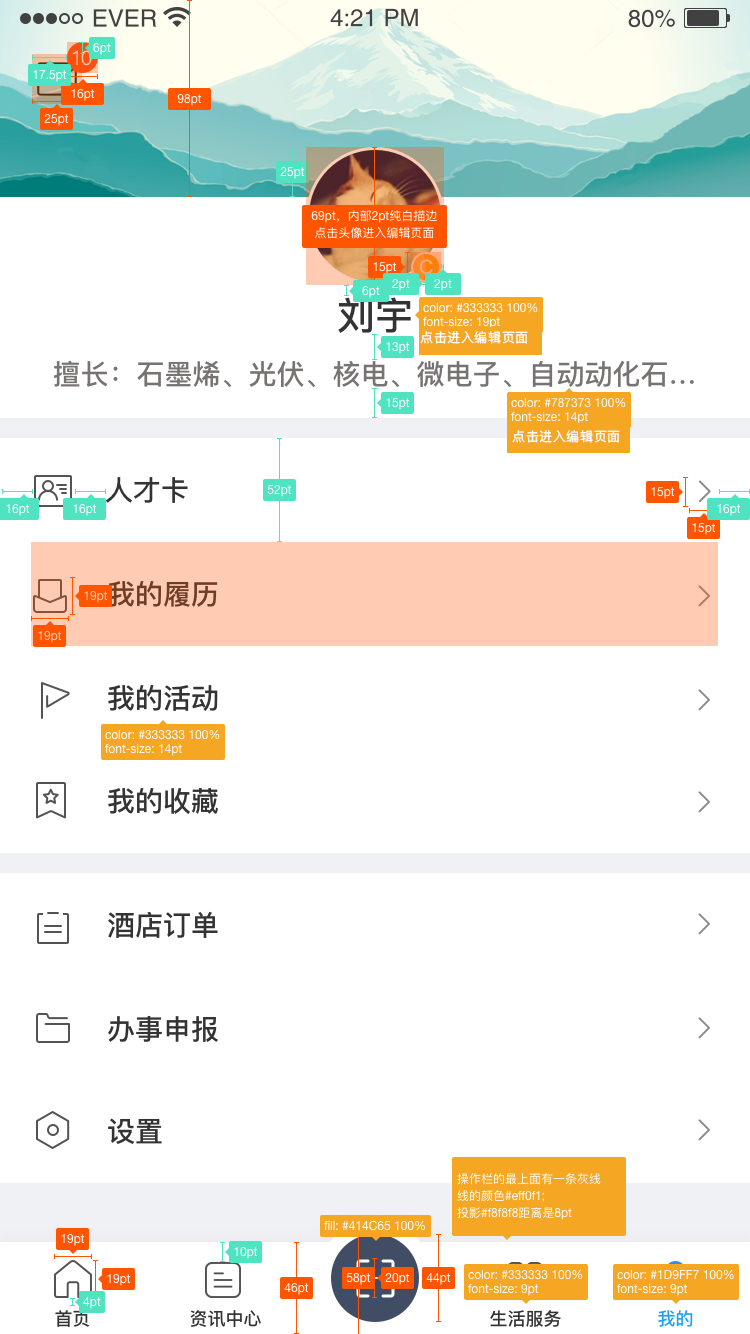 EVER
4:21 PM
80%
10
6pt
17.5pt
16pt
25pt
98pt
25pt
69pt，内部2pt纯白描边
点击头像进入编辑页面
15pt
C
2pt
2pt
6pt
刘宇
color: #333333 100%
font-size: 19pt
点击进入编辑页面
13pt
擅长：石墨烯、光伏、核电、微电子、自动动化石...
15pt
color: #787373 100%
font-size: 14pt
点击进入编辑页面
16pt
16pt
人才卡
52pt
15pt
16pt
15pt
19pt
我的履历
19pt
我的活动
color: #333333 100%
font-size: 14pt
我的收藏
酒店订单
办事申报
设置
操作栏的最上面有一条灰线
线的颜色#eff0f1;
投影#f8f8f8距离是8pt
fill: #414C65 100%
19pt
19pt
4pt
首页
10pt
资讯中心
46pt
58pt
20pt
44pt
color: #333333 100%
font-size: 9pt
生活服务
color: #1D9FF7 100%
font-size: 9pt
我的